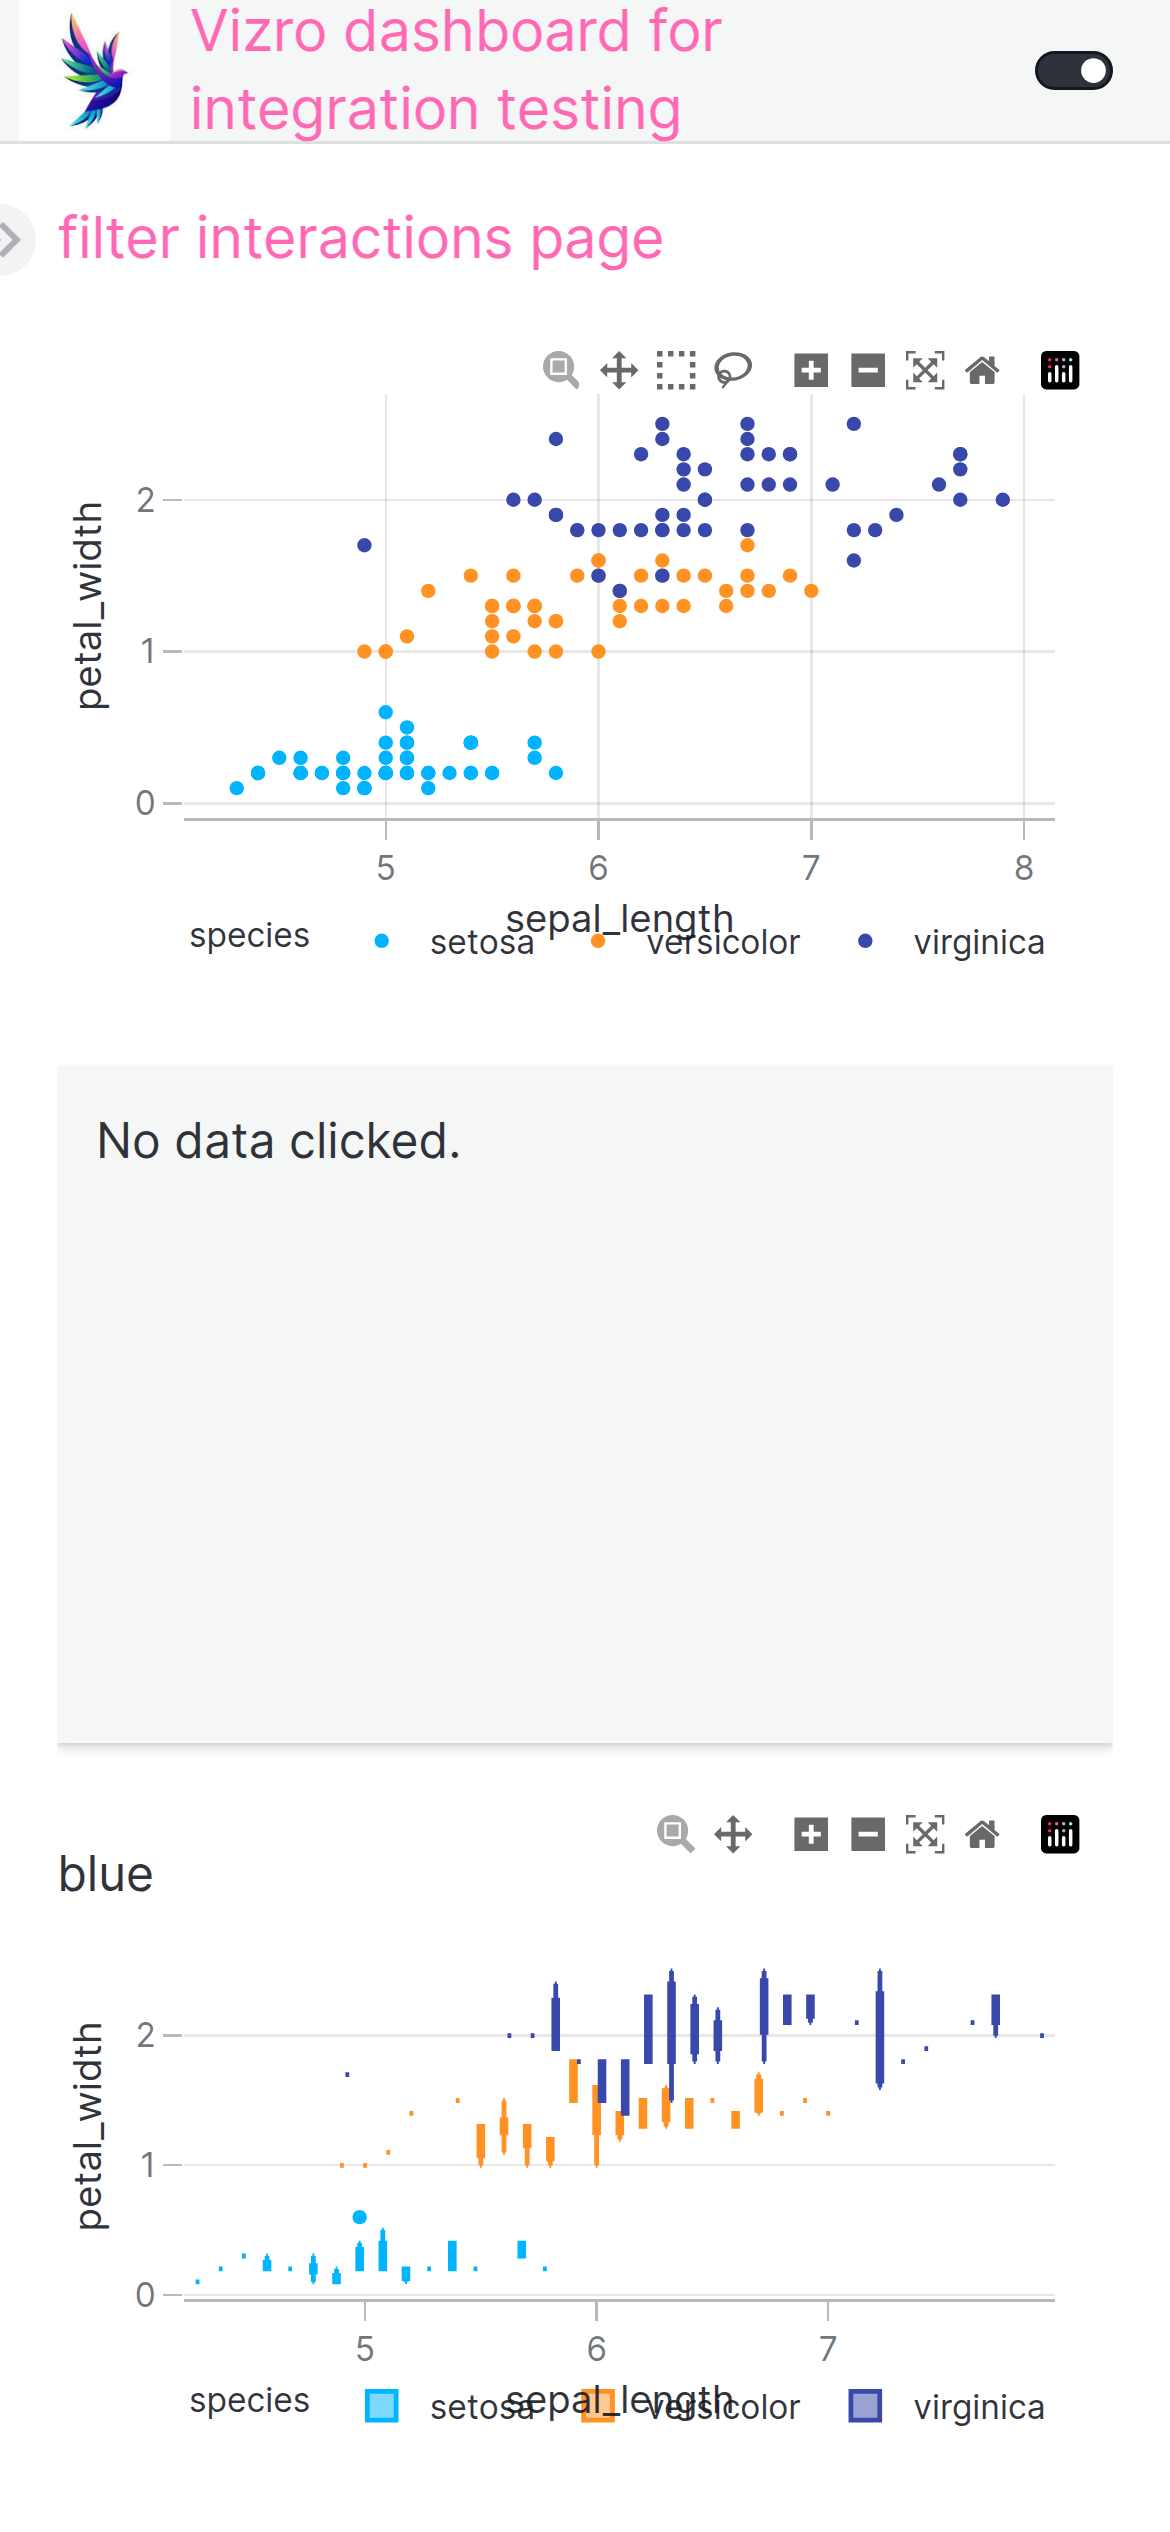 Vizro dashboard for
integration testing
filter interactions page
petal_width
2
1
0
5 6 7 8
sepal_length
species setosa versicolor virginica
No data clicked.
blue
petal_width
2
1
0
5 6 7
sepal_length
species setosa versicolor virginica